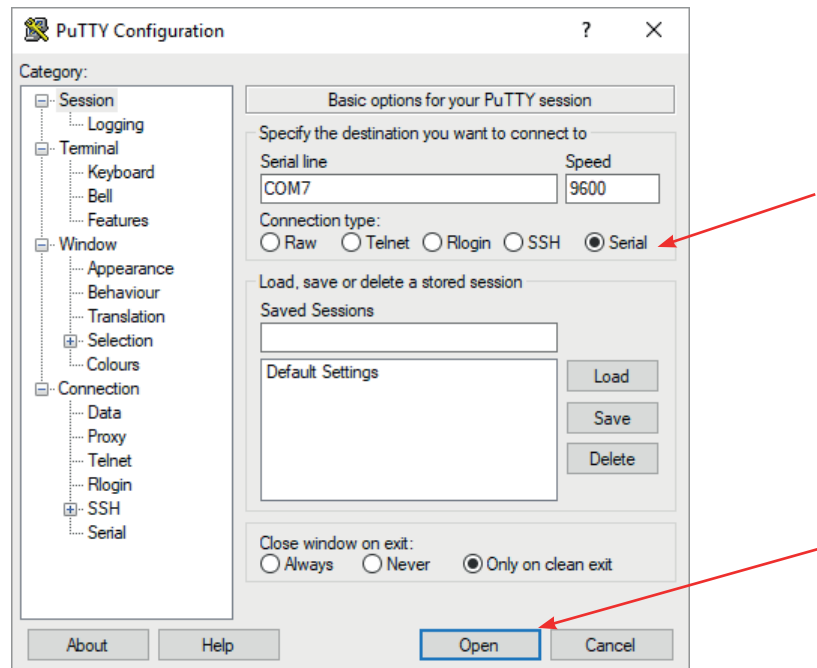 PuTTY Configuration
?
Category:
Session
Logging
Terminal
Keyboard
Bell
Features
Window
Appearance
Behaviour
Translation
Selection
Colours
Connection
Data
Proxy
Telnet
Rlogin
SSH
Serial
Basic options for your PuTTY session
Specify the destination you want to connect to
Serial line Speed
COM7 9600
Connection type:
Raw Telnet Rlogin SSH Serial
Load, save or delete a stored session
Saved Sessions
Default Settings
Load
Save
Delete
Close window on exit:
Always Never Only on clean exit
About Help Open Cancel